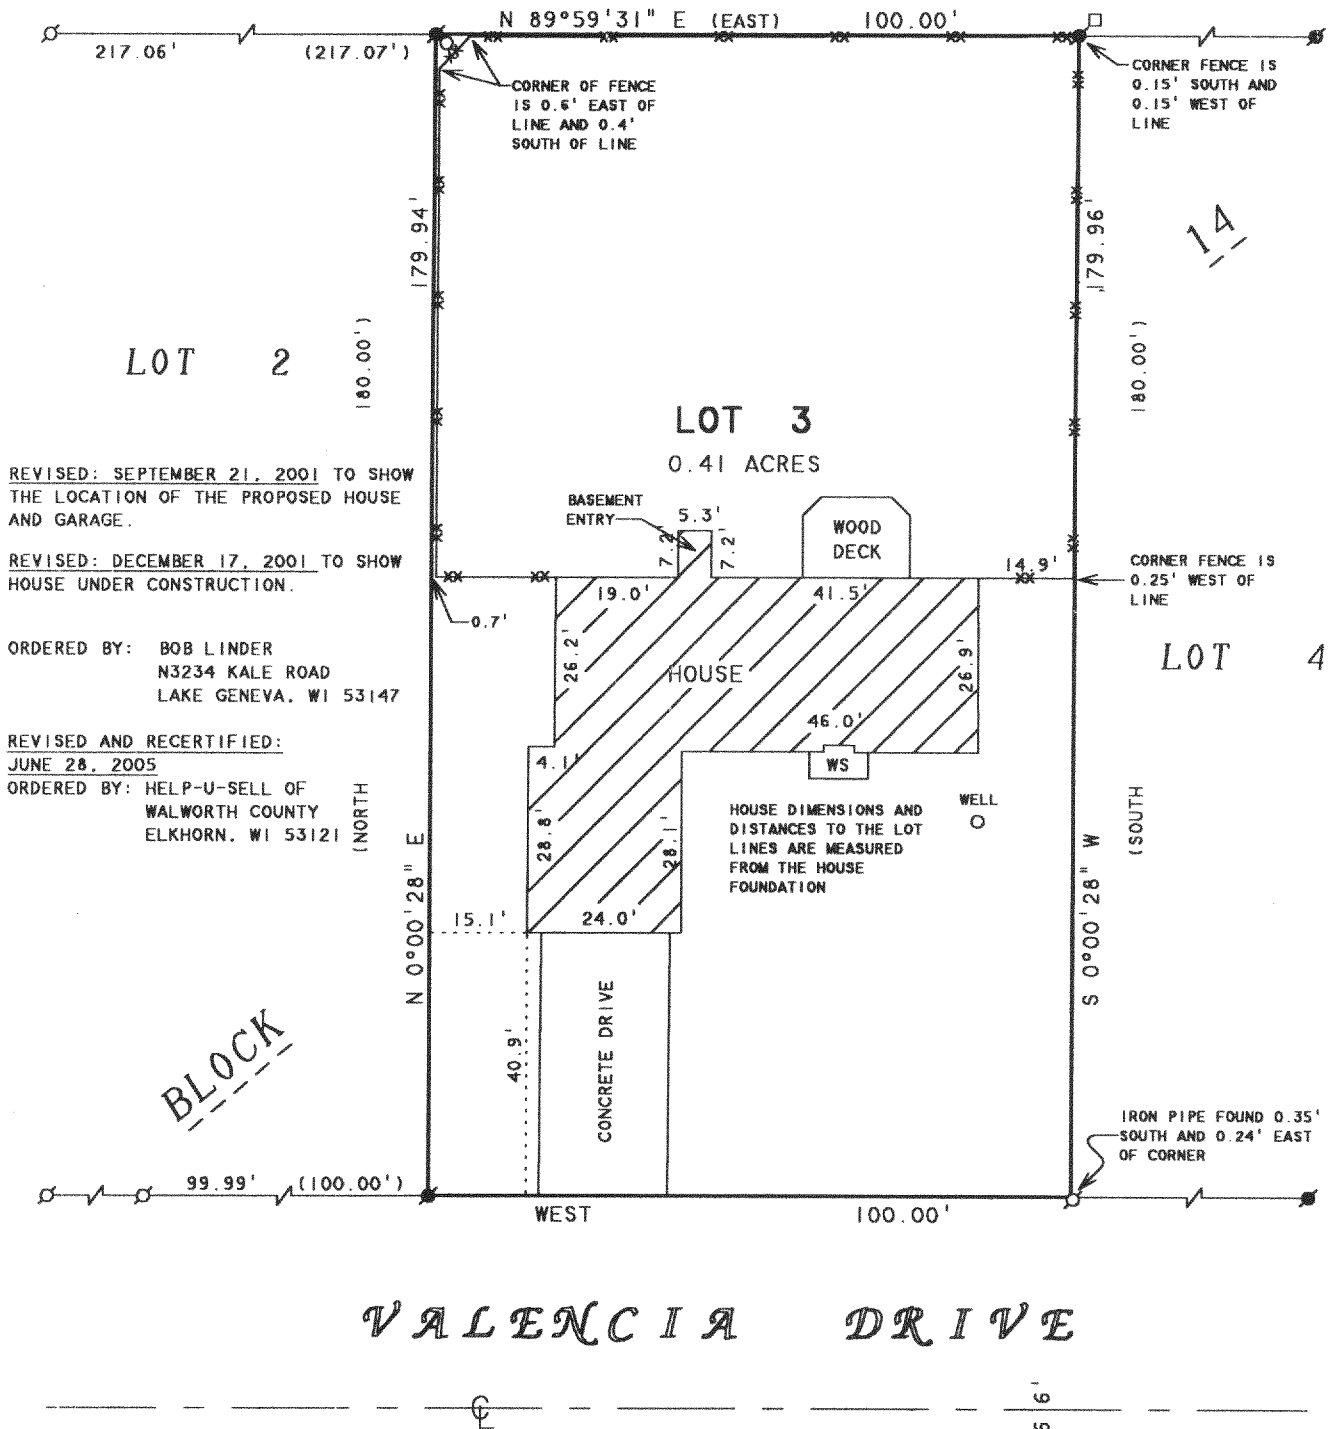 N 89°59'31" E (EAST) 100.00'
217.06' (217.07')
CORNER OF FENCE
IS 0.6' EAST OF
LINE AND 0.4'
SOUTH OF LINE
CORNER FENCE IS
0.15' SOUTH AND
0.15' WEST OF
LINE
179.94'
(180.00')
179.96'
(180.00')
14
LOT 2
LOT 3
0.41 ACRES
REVISED: SEPTEMBER 21, 2001 TO SHOW
THE LOCATION OF THE PROPOSED HOUSE
AND GARAGE.
REVISED: DECEMBER 17, 2001 TO SHOW
HOUSE UNDER CONSTRUCTION.
BASEMENT
ENTRY
5.3'
7.2'
7.2'
WOOD
DECK
14.9'
CORNER FENCE IS
0.25' WEST OF
LINE
0.7'
19.0'
41.5'
26.2'
HOUSE
26.9'
46.0'
LOT 4
ORDERED BY: BOB LINDER
N3234 KALE ROAD
LAKE GENEVA, WI 53147
REVISED AND RECERTIFIED:
JUNE 28, 2005
ORDERED BY: HELP-U-SELL OF
WALWORTH COUNTY
ELKHORN, WI 53121
(NORTH
N 0°00'28" E
4.1'
WS
28.8'
28.1'
HOUSE DIMENSIONS AND
DISTANCES TO THE LOT
LINES ARE MEASURED
FROM THE HOUSE
FOUNDATION
WELL
(SOUTH
S 0°00'28" W
15.1'
24.0'
40.9'
CONCRETE DRIVE
BLOCK
IRON PIPE FOUND 0.35'
SOUTH AND 0.24' EAST
OF CORNER
99.99' (100.00')
WEST 100.00'
VALENCIA DRIVE